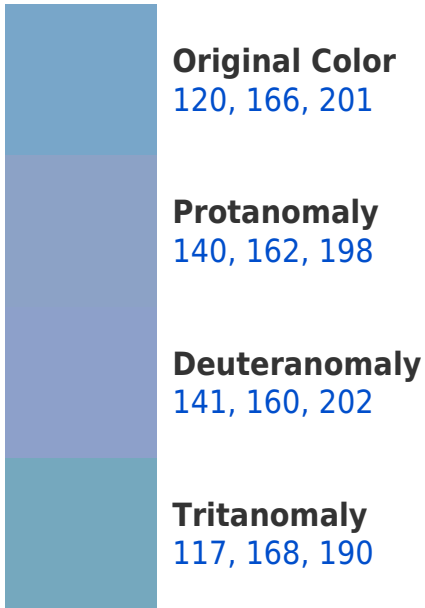 Original Color
120, 166, 201
Protanomaly
140, 162, 198
Deuteranomaly
141, 160, 202
Tritanomaly
117, 168, 190